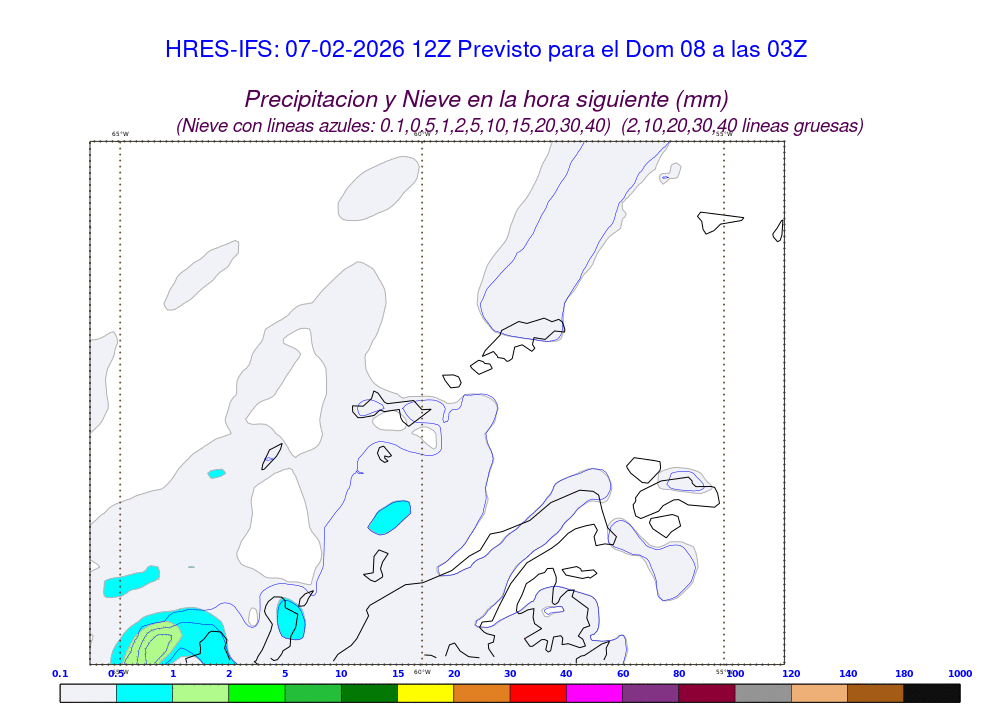 HRES-IFS: 07-02-2026 12Z Previsto para el Dom 08 a las 03Z
Precipitacion y Nieve en la hora siguiente (mm)
(Nieve con lineas azules: 0.1,0.5,1,2,5,10,15,20,30,40)  (2,10,20,30,40 lineas gruesas)
65°W 60°W 55°W
65°W 60°W 55°W
0.1 0.5 1 2 5 10 15 20 30 40 60 80 100 120 140 180 1000